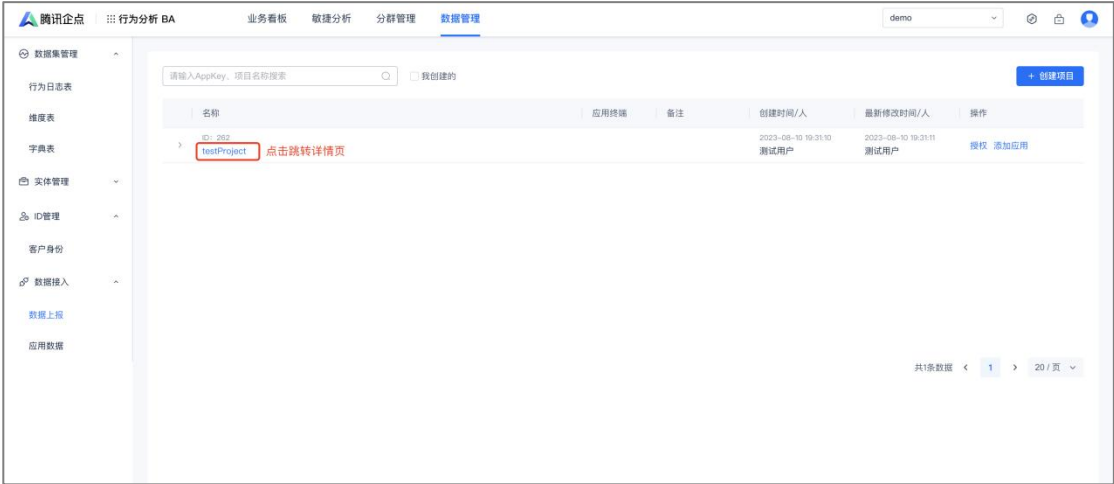 腾讯企点 行为分析 BA 业务看板 敏捷分析 分群管理 数据管理 demo
数据集管理
行为日志表
维度表
字典表
实体管理
ID管理
客户身份
数据接入
数据上报
应用数据
请输入AppKey、项目名称搜索 我创建的 + 创建项目
名称 应用终端 备注 创建时间/人 最新修改时间/人 操作
ID: 262 2023-08-10 19:31:10 2023-08-10 19:31:11
testProject 点击跳转详情页 测试用户 测试用户 授权 添加应用
共1条数据 1 20 / 页